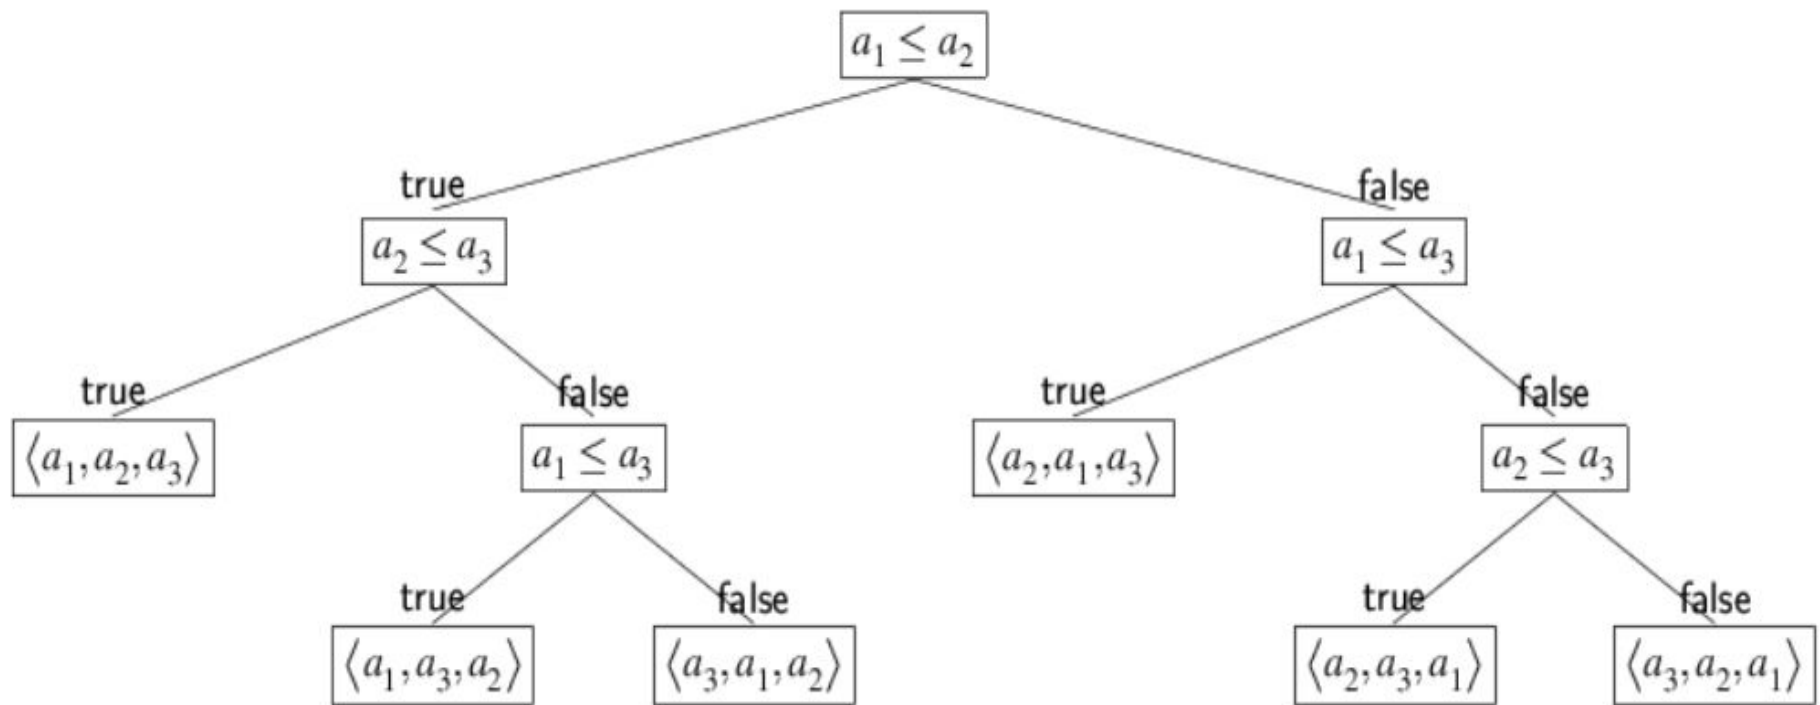 a₁ ≤ a₂
true false
a₂ ≤ a₃ a₁ ≤ a₃
true false true false
⟨a₁,a₂,a₃⟩ a₁ ≤ a₃ ⟨a₂,a₁,a₃⟩ a₂ ≤ a₃
true false true false
⟨a₁,a₃,a₂⟩ ⟨a₃,a₁,a₂⟩ ⟨a₂,a₃,a₁⟩ ⟨a₃,a₂,a₁⟩